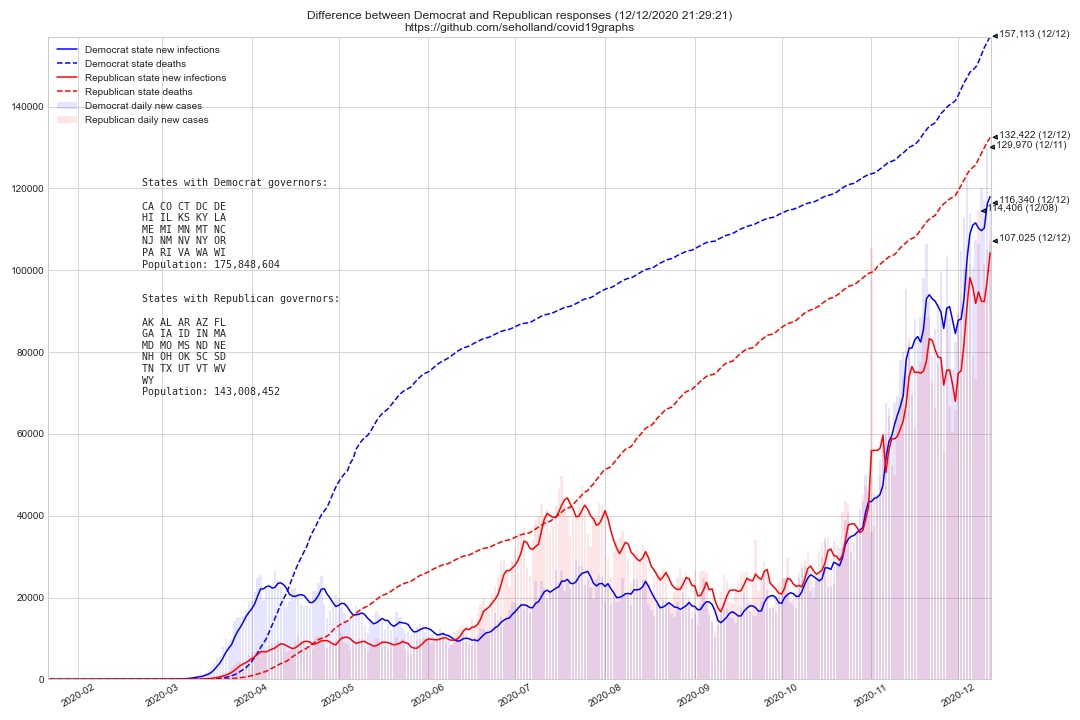 Difference between Democrat and Republican responses (12/12/2020 21:29:21)
https://github.com/seholland/covid19graphs
Democrat state new infections
Democrat state deaths
Republican state new infections
Republican state deaths
Democrat daily new cases
Republican daily new cases
States with Democrat governors:
CA CO CT DC DE
HI IL KS KY LA
ME MI MN MT NC
NJ NM NV NY OR
PA RI VA WA WI
Population: 175,848,604
States with Republican governors:
AK AL AR AZ FL
GA IA ID IN MA
MD MO MS ND NE
NH OH OK SC SD
TN TX UT VT WV
WY
Population: 143,008,452
157,113 (12/12)
132,422 (12/12)
129,970 (12/11)
116,340 (12/12)
114,406 (12/08)
107,025 (12/12)
140000
120000
100000
80000
60000
40000
20000
0
2020-02
2020-03
2020-04
2020-05
2020-06
2020-07
2020-08
2020-09
2020-10
2020-11
2020-12